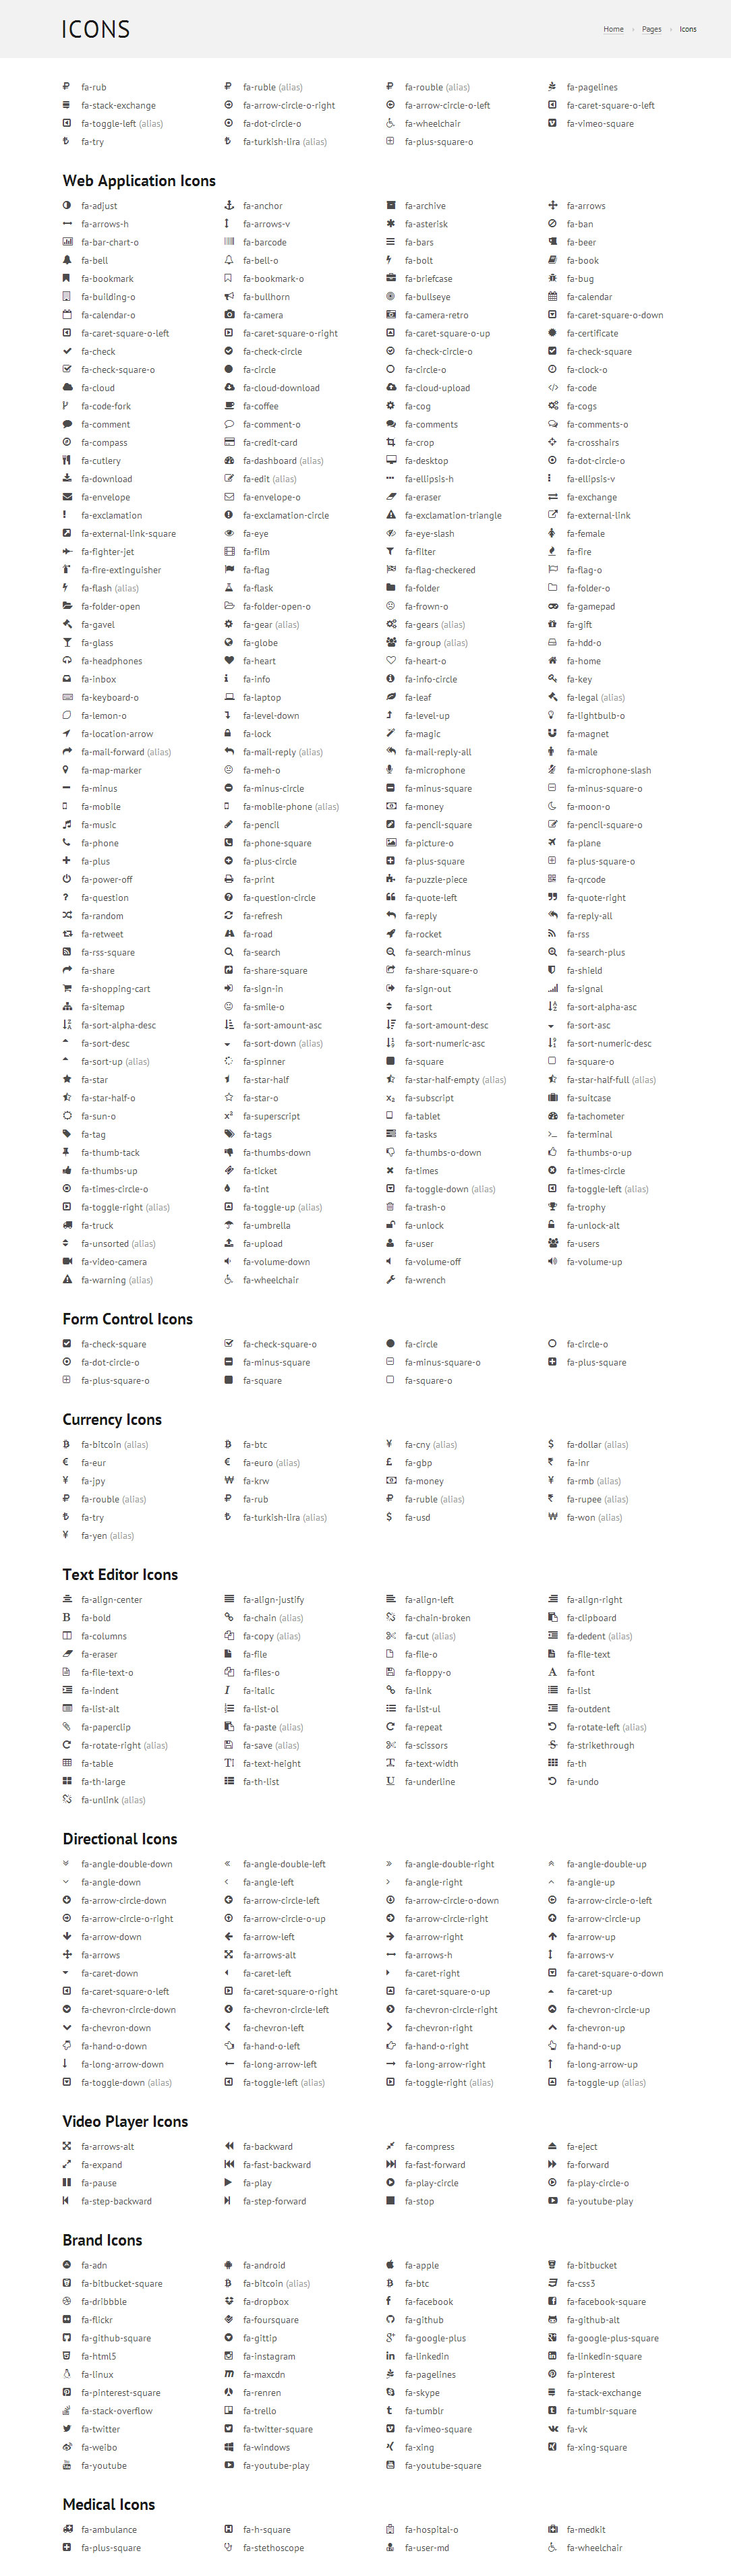 ICONS Home › Pages › Icons
fa-rub fa-ruble (alias) fa-rouble (alias) fa-pagelines
fa-stack-exchange fa-arrow-circle-o-right fa-arrow-circle-o-left fa-caret-square-o-left
fa-toggle-left (alias) fa-dot-circle-o fa-wheelchair fa-vimeo-square
fa-try fa-turkish-lira (alias) fa-plus-square-o
Web Application Icons
fa-adjust fa-anchor fa-archive fa-arrows
fa-arrows-h fa-arrows-v fa-asterisk fa-ban
fa-bar-chart-o fa-barcode fa-bars fa-beer
fa-bell fa-bell-o fa-bolt fa-book
fa-bookmark fa-bookmark-o fa-briefcase fa-bug
fa-building-o fa-bullhorn fa-bullseye fa-calendar
fa-calendar-o fa-camera fa-camera-retro fa-caret-square-o-down
fa-caret-square-o-left fa-caret-square-o-right fa-caret-square-o-up fa-certificate
fa-check fa-check-circle fa-check-circle-o fa-check-square
fa-check-square-o fa-circle fa-circle-o fa-clock-o
fa-cloud fa-cloud-download fa-cloud-upload fa-code
fa-code-fork fa-coffee fa-cog fa-cogs
fa-comment fa-comment-o fa-comments fa-comments-o
fa-compass fa-credit-card fa-crop fa-crosshairs
fa-cutlery fa-dashboard (alias) fa-desktop fa-dot-circle-o
fa-download fa-edit (alias) fa-ellipsis-h fa-ellipsis-v
fa-envelope fa-envelope-o fa-eraser fa-exchange
fa-exclamation fa-exclamation-circle fa-exclamation-triangle fa-external-link
fa-external-link-square fa-eye fa-eye-slash fa-female
fa-fighter-jet fa-film fa-filter fa-fire
fa-fire-extinguisher fa-flag fa-flag-checkered fa-flag-o
fa-flash (alias) fa-flask fa-folder fa-folder-o
fa-folder-open fa-folder-open-o fa-frown-o fa-gamepad
fa-gavel fa-gear (alias) fa-gears (alias) fa-gift
fa-glass fa-globe fa-group (alias) fa-hdd-o
fa-headphones fa-heart fa-heart-o fa-home
fa-inbox fa-info fa-info-circle fa-key
fa-keyboard-o fa-laptop fa-leaf fa-legal (alias)
fa-lemon-o fa-level-down fa-level-up fa-lightbulb-o
fa-location-arrow fa-lock fa-magic fa-magnet
fa-mail-forward (alias) fa-mail-reply (alias) fa-mail-reply-all fa-male
fa-map-marker fa-meh-o fa-microphone fa-microphone-slash
fa-minus fa-minus-circle fa-minus-square fa-minus-square-o
fa-mobile fa-mobile-phone (alias) fa-money fa-moon-o
fa-music fa-pencil fa-pencil-square fa-pencil-square-o
fa-phone fa-phone-square fa-picture-o fa-plane
fa-plus fa-plus-circle fa-plus-square fa-plus-square-o
fa-power-off fa-print fa-puzzle-piece fa-qrcode
fa-question fa-question-circle fa-quote-left fa-quote-right
fa-random fa-refresh fa-reply fa-reply-all
fa-retweet fa-road fa-rocket fa-rss
fa-rss-square fa-search fa-search-minus fa-search-plus
fa-share fa-share-square fa-share-square-o fa-shield
fa-shopping-cart fa-sign-in fa-sign-out fa-signal
fa-sitemap fa-smile-o fa-sort fa-sort-alpha-asc
fa-sort-alpha-desc fa-sort-amount-asc fa-sort-amount-desc fa-sort-asc
fa-sort-desc fa-sort-down (alias) fa-sort-numeric-asc fa-sort-numeric-desc
fa-sort-up (alias) fa-spinner fa-square fa-square-o
fa-star fa-star-half fa-star-half-empty (alias) fa-star-half-full (alias)
fa-star-half-o fa-star-o fa-subscript fa-suitcase
fa-sun-o fa-superscript fa-tablet fa-tachometer
fa-tag fa-tags fa-tasks fa-terminal
fa-thumb-tack fa-thumbs-down fa-thumbs-o-down fa-thumbs-o-up
fa-thumbs-up fa-ticket fa-times fa-times-circle
fa-times-circle-o fa-tint fa-toggle-down (alias) fa-toggle-left (alias)
fa-toggle-right (alias) fa-toggle-up (alias) fa-trash-o fa-trophy
fa-truck fa-umbrella fa-unlock fa-unlock-alt
fa-unsorted (alias) fa-upload fa-user fa-users
fa-video-camera fa-volume-down fa-volume-off fa-volume-up
fa-warning (alias) fa-wheelchair fa-wrench
Form Control Icons
fa-check-square fa-check-square-o fa-circle fa-circle-o
fa-dot-circle-o fa-minus-square fa-minus-square-o fa-plus-square
fa-plus-square-o fa-square fa-square-o
Currency Icons
fa-bitcoin (alias) fa-btc fa-cny (alias) fa-dollar (alias)
fa-eur fa-euro (alias) fa-gbp fa-inr
fa-jpy fa-krw fa-money fa-rmb (alias)
fa-rouble (alias) fa-rub fa-ruble (alias) fa-rupee (alias)
fa-try fa-turkish-lira (alias) fa-usd fa-won (alias)
fa-yen (alias)
Text Editor Icons
fa-align-center fa-align-justify fa-align-left fa-align-right
fa-bold fa-chain (alias) fa-chain-broken fa-clipboard
fa-columns fa-copy (alias) fa-cut (alias) fa-dedent (alias)
fa-eraser fa-file fa-file-o fa-file-text
fa-file-text-o fa-files-o fa-floppy-o fa-font
fa-indent fa-italic fa-link fa-list
fa-list-alt fa-list-ol fa-list-ul fa-outdent
fa-paperclip fa-paste (alias) fa-repeat fa-rotate-left (alias)
fa-rotate-right (alias) fa-save (alias) fa-scissors fa-strikethrough
fa-table fa-text-height fa-text-width fa-th
fa-th-large fa-th-list fa-underline fa-undo
fa-unlink (alias)
Directional Icons
fa-angle-double-down fa-angle-double-left fa-angle-double-right fa-angle-double-up
fa-angle-down fa-angle-left fa-angle-right fa-angle-up
fa-arrow-circle-down fa-arrow-circle-left fa-arrow-circle-o-down fa-arrow-circle-o-left
fa-arrow-circle-o-right fa-arrow-circle-o-up fa-arrow-circle-right fa-arrow-circle-up
fa-arrow-down fa-arrow-left fa-arrow-right fa-arrow-up
fa-arrows fa-arrows-alt fa-arrows-h fa-arrows-v
fa-caret-down fa-caret-left fa-caret-right fa-caret-square-o-down
fa-caret-square-o-left fa-caret-square-o-right fa-caret-square-o-up fa-caret-up
fa-chevron-circle-down fa-chevron-circle-left fa-chevron-circle-right fa-chevron-circle-up
fa-chevron-down fa-chevron-left fa-chevron-right fa-chevron-up
fa-hand-o-down fa-hand-o-left fa-hand-o-right fa-hand-o-up
fa-long-arrow-down fa-long-arrow-left fa-long-arrow-right fa-long-arrow-up
fa-toggle-down (alias) fa-toggle-left (alias) fa-toggle-right (alias) fa-toggle-up (alias)
Video Player Icons
fa-arrows-alt fa-backward fa-compress fa-eject
fa-expand fa-fast-backward fa-fast-forward fa-forward
fa-pause fa-play fa-play-circle fa-play-circle-o
fa-step-backward fa-step-forward fa-stop fa-youtube-play
Brand Icons
fa-adn fa-android fa-apple fa-bitbucket
fa-bitbucket-square fa-bitcoin (alias) fa-btc fa-css3
fa-dribbble fa-dropbox fa-facebook fa-facebook-square
fa-flickr fa-foursquare fa-github fa-github-alt
fa-github-square fa-gittip fa-google-plus fa-google-plus-square
fa-html5 fa-instagram fa-linkedin fa-linkedin-square
fa-linux fa-maxcdn fa-pagelines fa-pinterest
fa-pinterest-square fa-renren fa-skype fa-stack-exchange
fa-stack-overflow fa-trello fa-tumblr fa-tumblr-square
fa-twitter fa-twitter-square fa-vimeo-square fa-vk
fa-weibo fa-windows fa-xing fa-xing-square
fa-youtube fa-youtube-play fa-youtube-square
Medical Icons
fa-ambulance fa-h-square fa-hospital-o fa-medkit
fa-plus-square fa-stethoscope fa-user-md fa-wheelchair